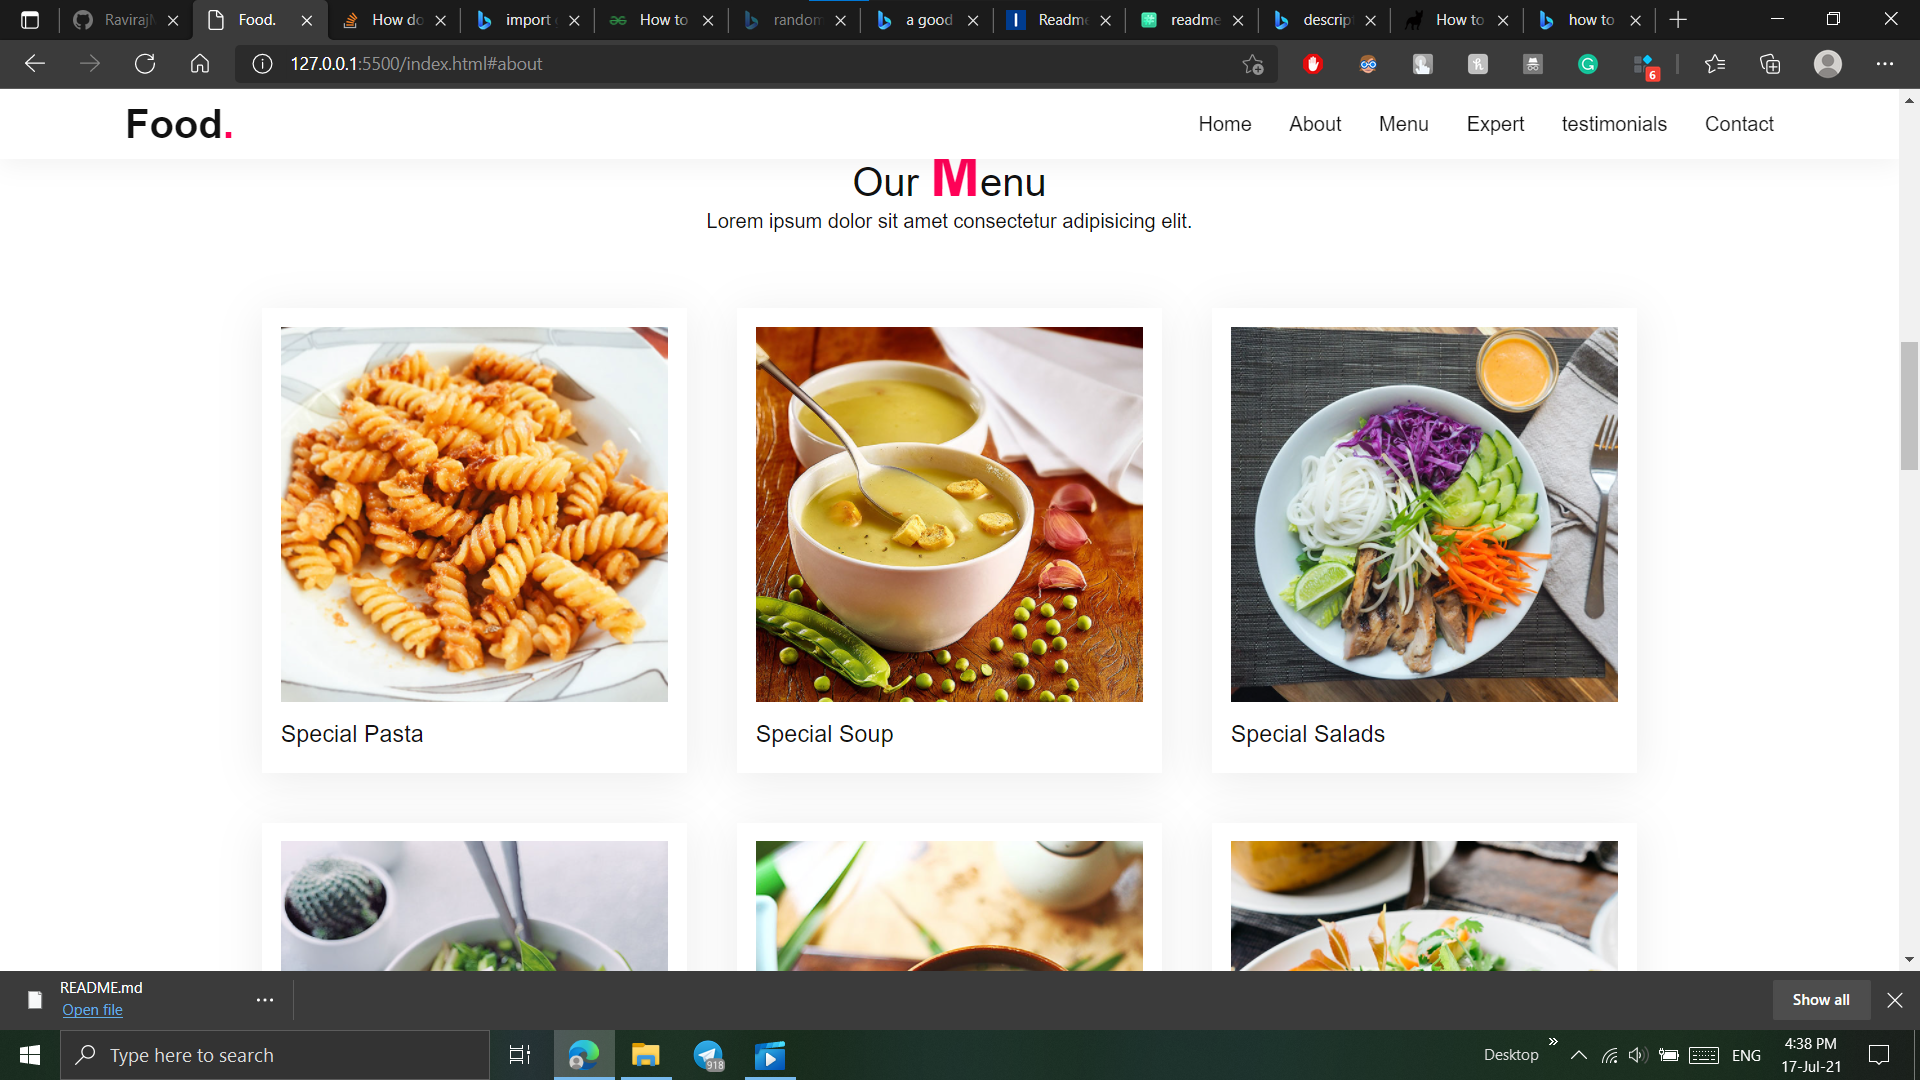 Raviraj
Food.
How do
import
How to
random
a good
Readme
readme
descrip
How to
how to
127.0.0.1:5500/index.html#about
6
Food.
Home
About
Menu
Expert
testimonials
Contact
Our Menu
Lorem ipsum dolor sit amet consectetur adipisicing elit.
Special Pasta
Special Soup
Special Salads
README.md
Open file
Show all
Type here to search
918
Desktop
ENG
4:38 PM
17-Jul-21